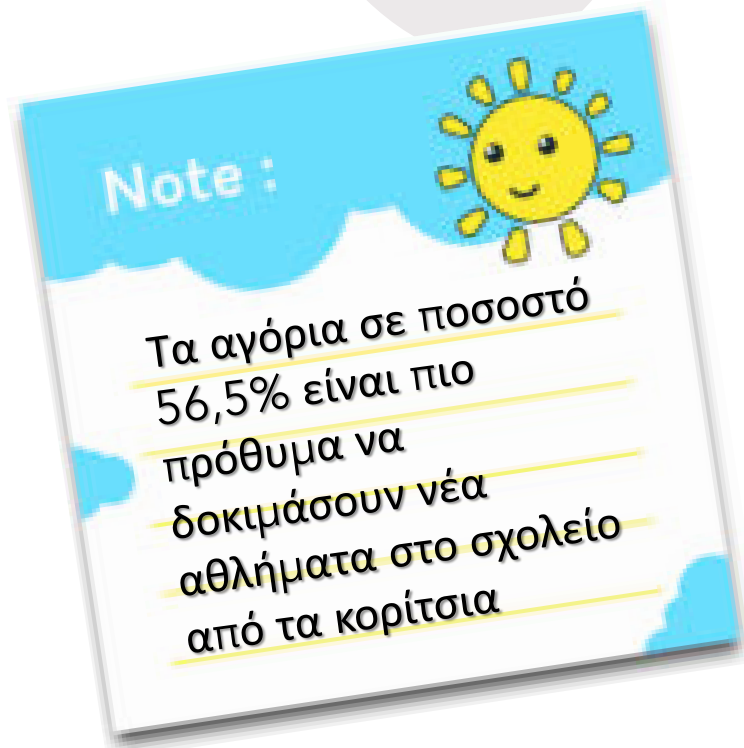 Note :
Τα αγόρια σε ποσοστό
56,5% είναι πιο
πρόθυμα να
δοκιμάσουν νέα
αθλήματα στο σχολείο
από τα κορίτσια